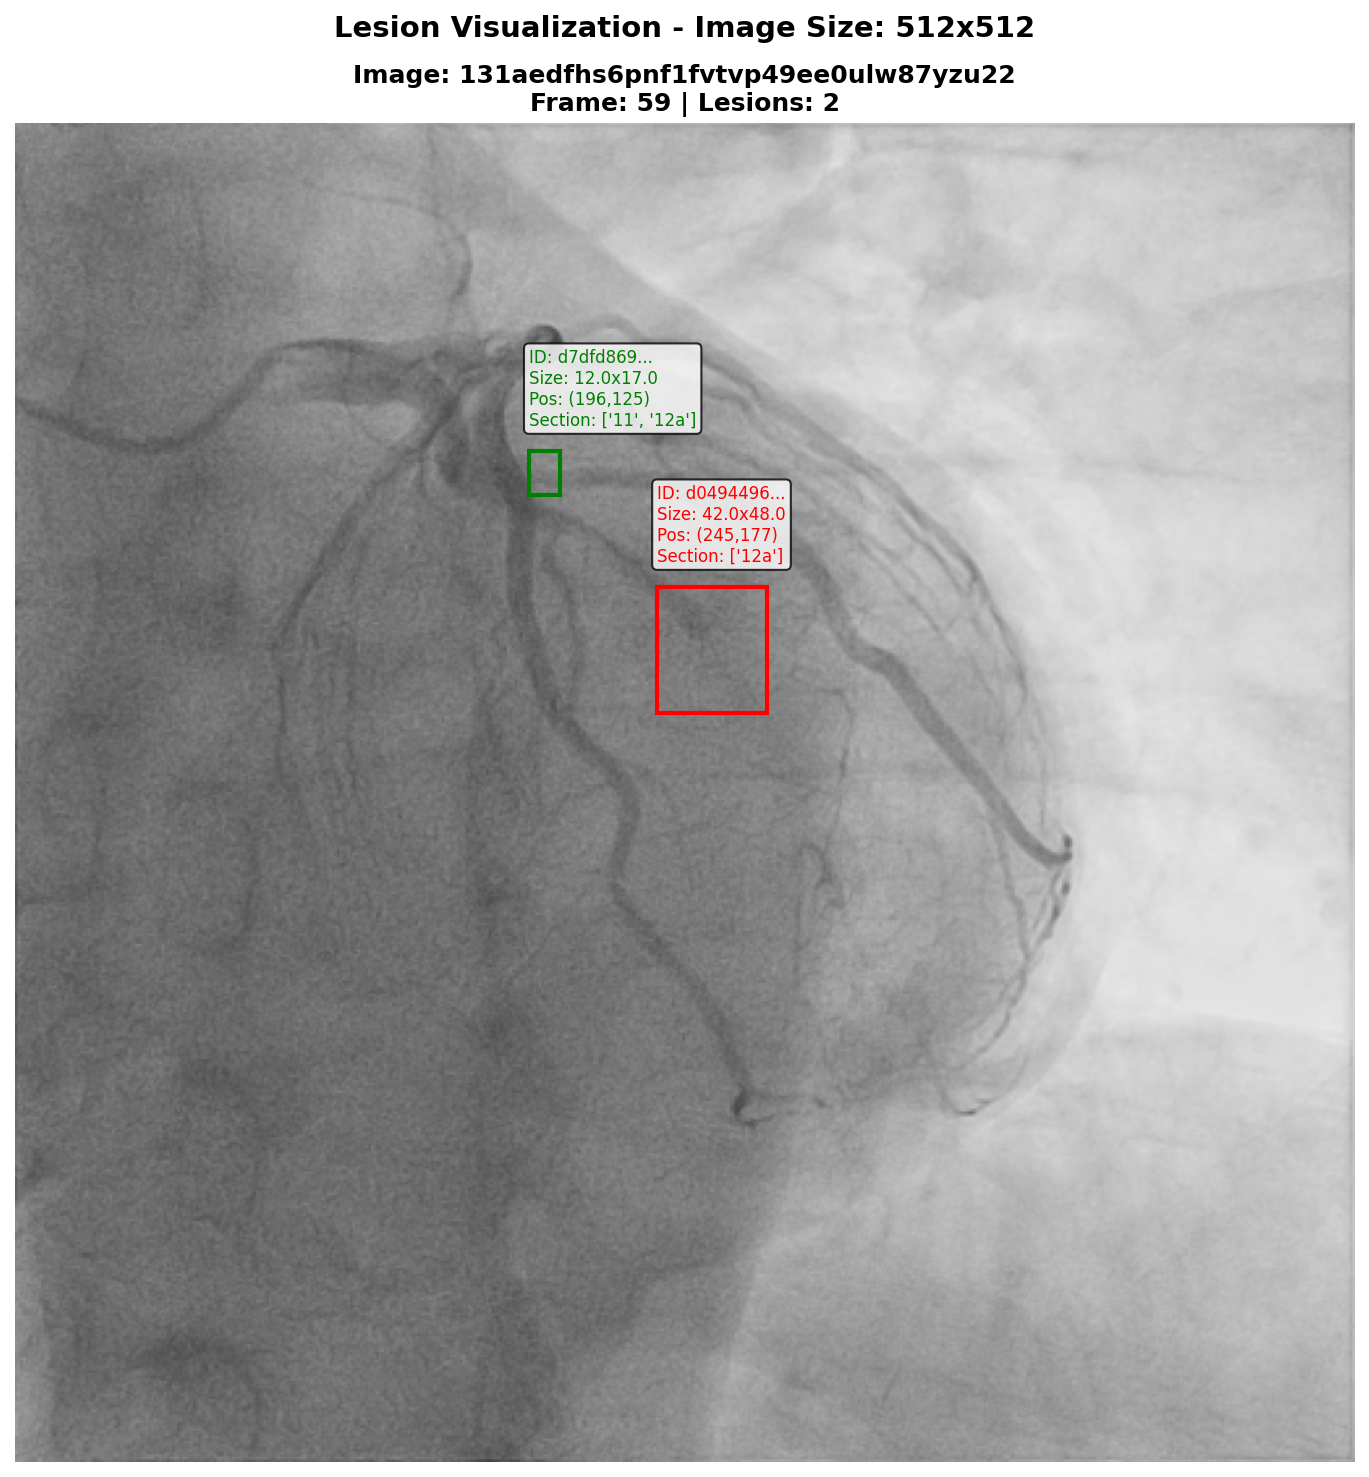 Lesion Visualization - Image Size: 512x512
Image: 131aedfhs6pnf1fvtvp49ee0ulw87yzu22
Frame: 59 | Lesions: 2
ID: d7dfd869...
Size: 12.0x17.0
Pos: (196,125)
Section: ['11', '12a']
ID: d0494496...
Size: 42.0x48.0
Pos: (245,177)
Section: ['12a']